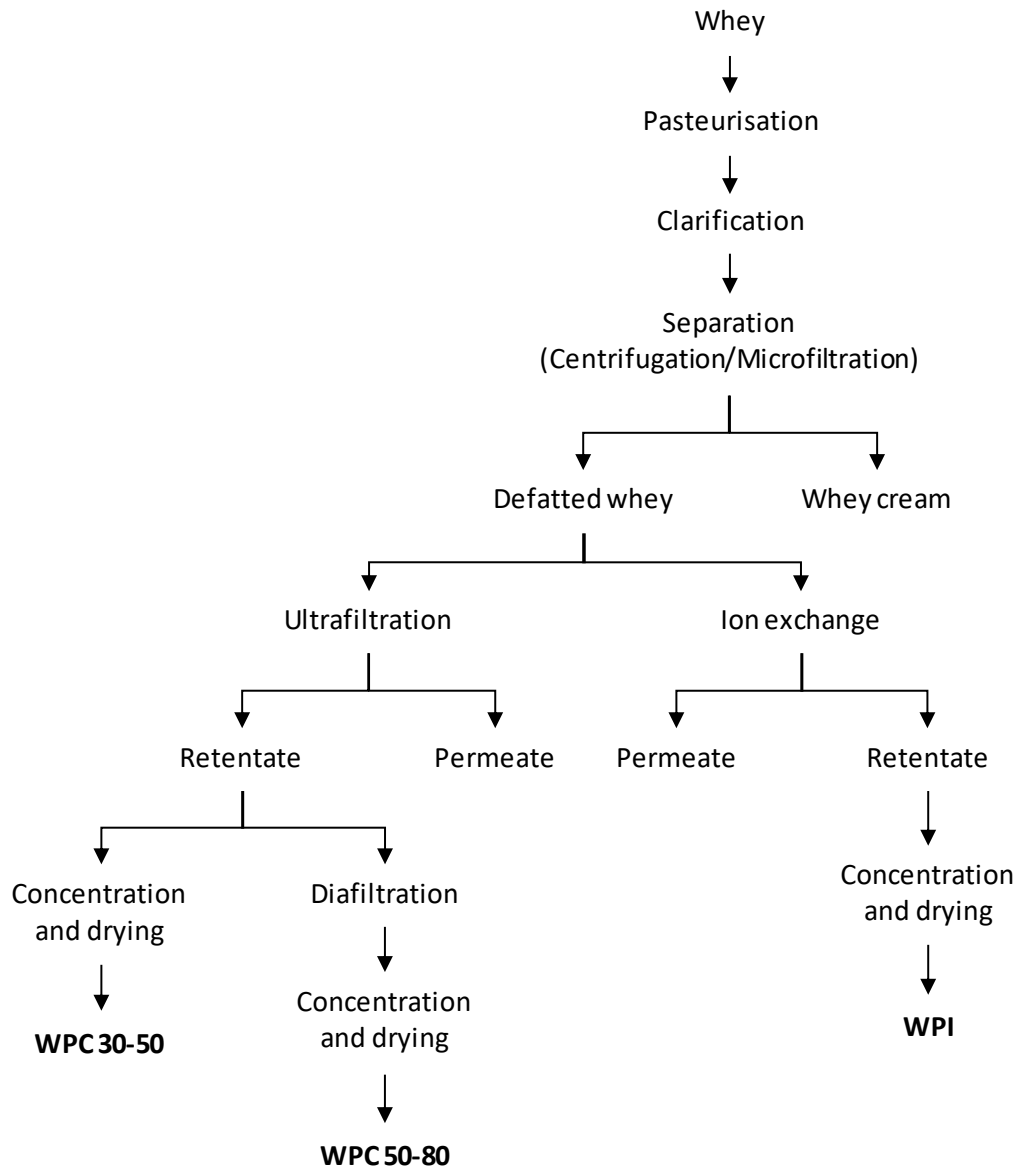 Whey
Pasteurisation
Clarification
Separation
(Centrifugation/Microfiltration)
Defatted whey
Whey cream
Ultrafiltration
Ion exchange
Retentate
Permeate
Permeate
Retentate
Concentration
and drying
Diafiltration
Concentration
and drying
Concentration
and drying
WPC 30-50
WPI
WPC 50-80